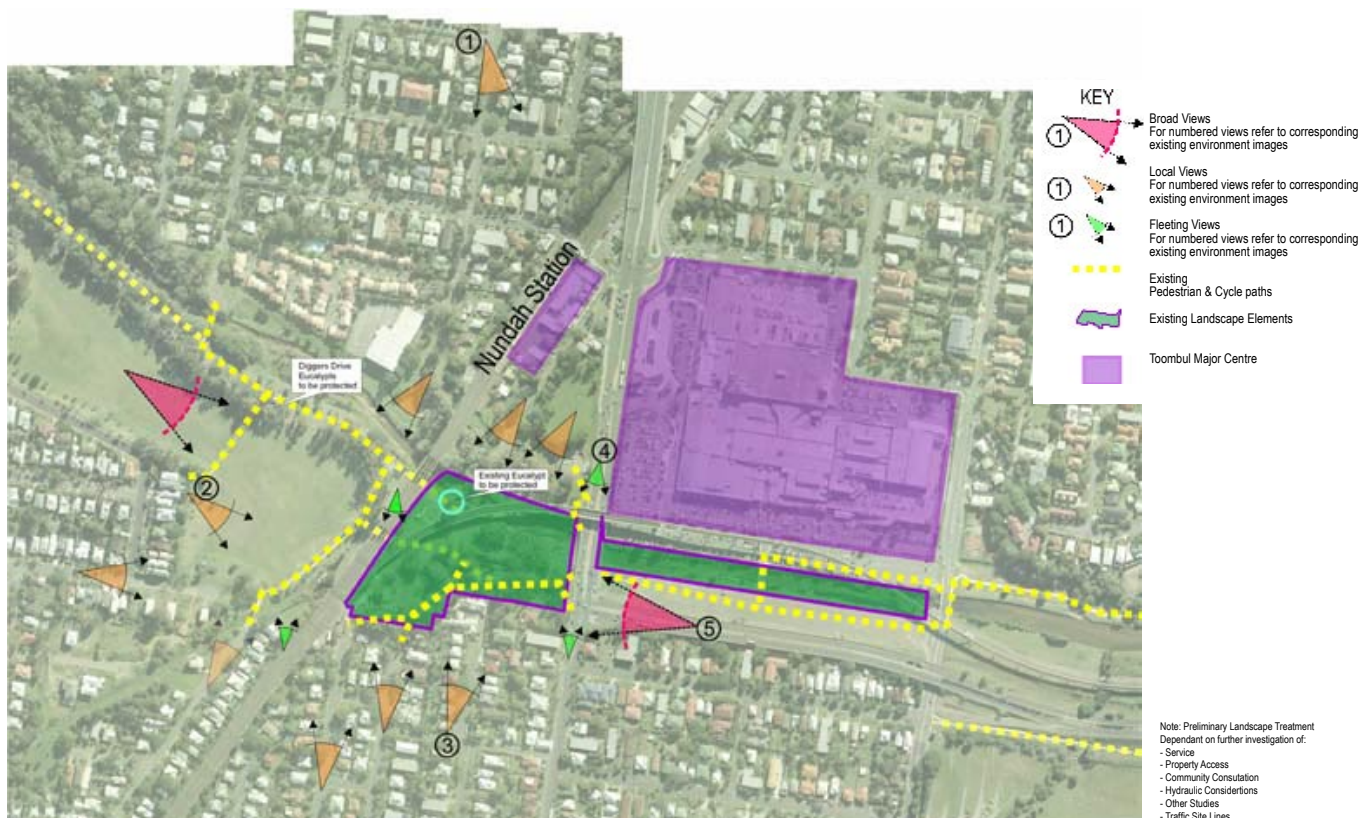 ①
KEY
①
Broad Views
For numbered views refer to corresponding
existing environment images
①
Local Views
For numbered views refer to corresponding
existing environment images
①
Fleeting Views
For numbered views refer to corresponding
existing environment images
Existing
Pedestrian & Cycle paths
Existing Landscape Elements
Toombul Major Centre
Nundah Station
Diggers Drive
Eucalypts
to be protected
④
Existing Eucalypt
to be protected
②
⑤
③
Note: Preliminary Landscape Treatment
Dependant on further investigation of:
- Service
- Property Access
- Community Consutation
- Hydraulic Considertions
- Other Studies
- Traffic Site Lines